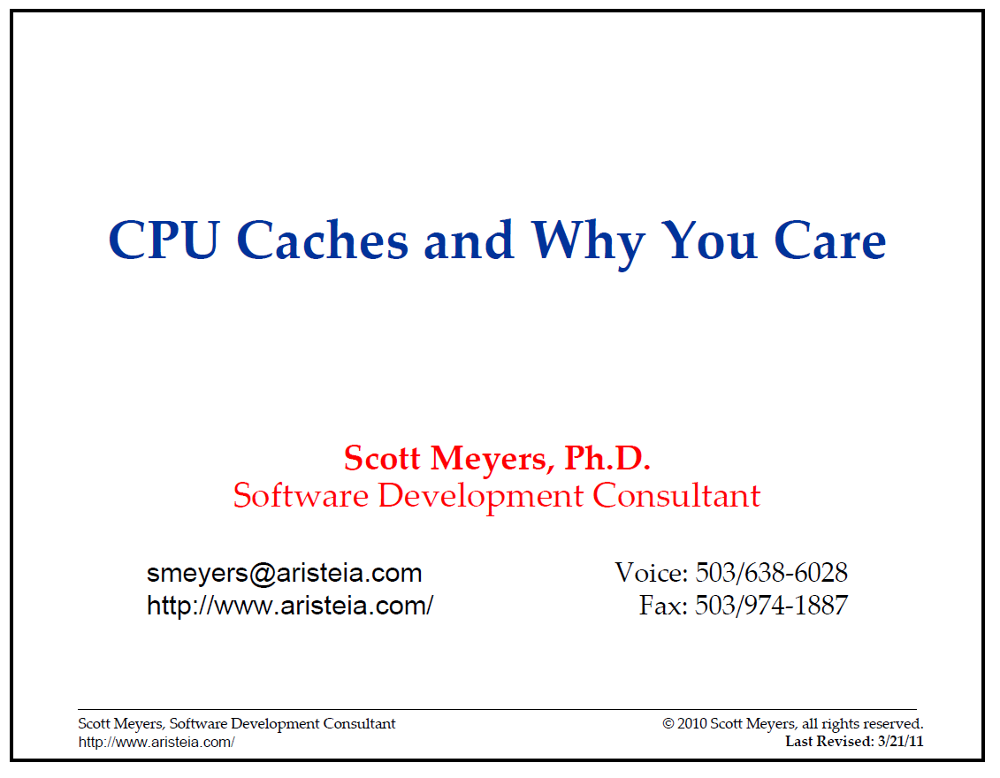 CPU Caches and Why You Care
Scott Meyers, Ph.D.
Software Development Consultant
smeyers@aristeia.com
http://www.aristeia.com/
Voice: 503/638-6028
Fax: 503/974-1887
Scott Meyers, Software Development Consultant
http://www.aristeia.com/
© 2010 Scott Meyers, all rights reserved.
Last Revised: 3/21/11